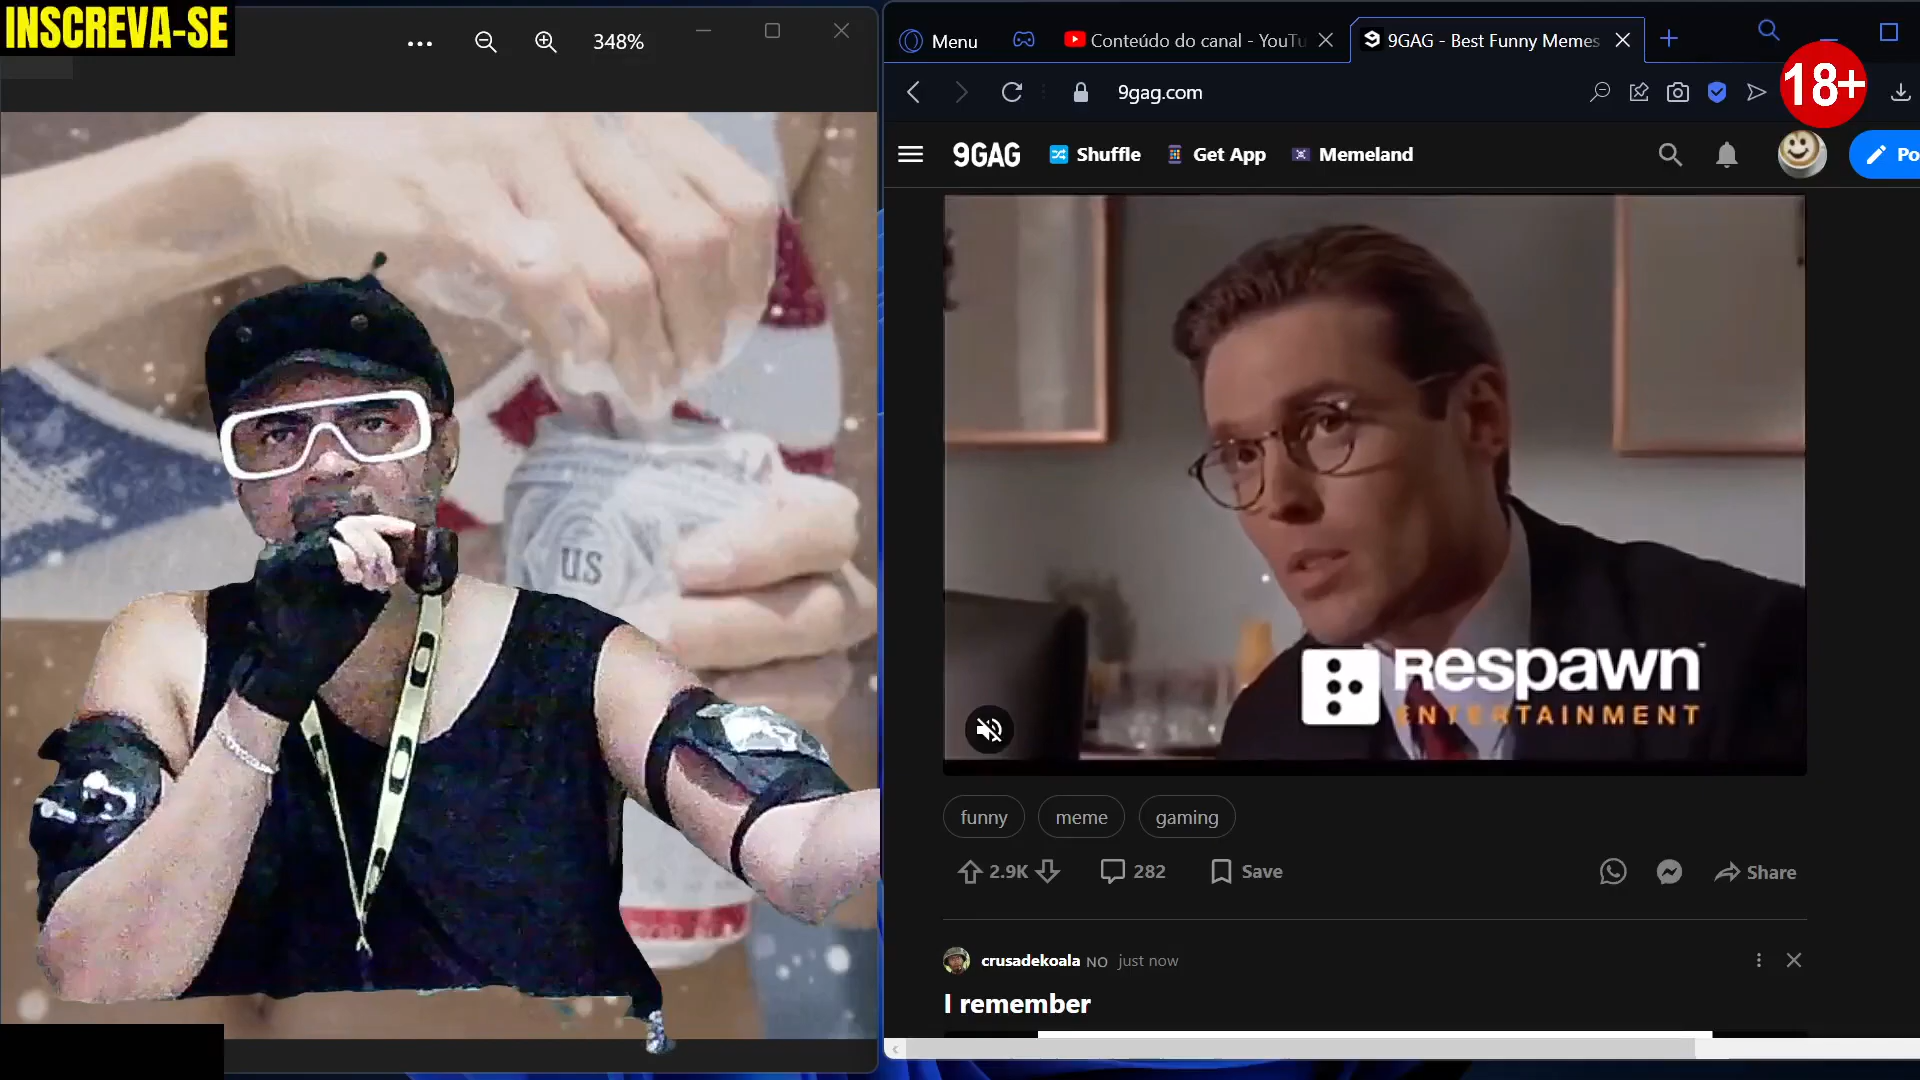 INSCREVA-SE
348%
US
Menu
Conteúdo do canal - YouTu
9GAG - Best Funny Memes
9gag.com
18+
9GAG
Shuffle
Get App
Memeland
Po
Respawn
ENTERTAINMENT
funny
meme
gaming
2.9K
282
Save
Share
crusadekoala NO just now
I remember